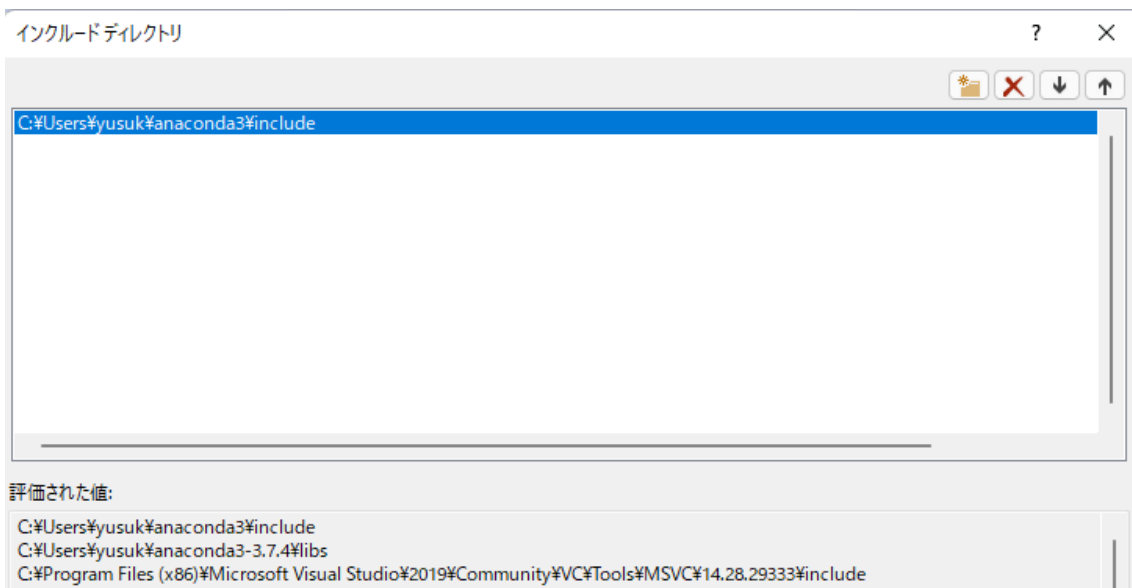 インクルード ディレクトリ
?
C:¥Users¥yusuk¥anaconda3¥include
評価された値:
C:¥Users¥yusuk¥anaconda3¥include
C:¥Users¥yusuk¥anaconda3-3.7.4¥libs
C:¥Program Files (x86)¥Microsoft Visual Studio¥2019¥Community¥VC¥Tools¥MSVC¥14.28.29333¥include